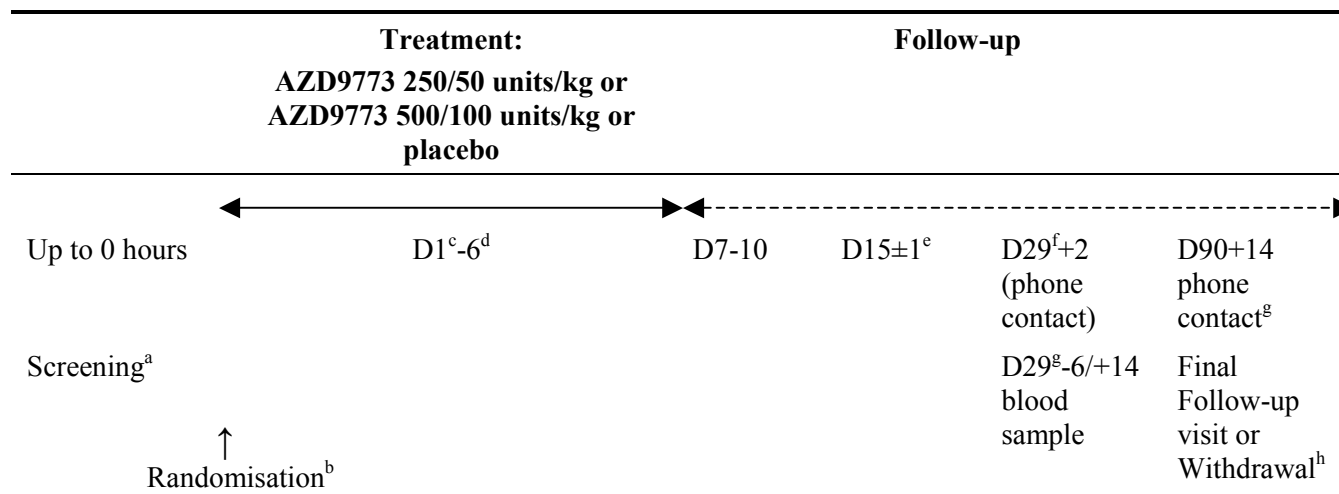 Treatment: Follow-up
AZD9773 250/50 units/kg or
AZD9773 500/100 units/kg or
placebo
Up to 0 hours D1c-6d D7-10 D15±1e D29f+2 D90+14
(phone phone
contact) contactg
Screeninga D29g-6/+14 Final
blood Follow-up
sample visit or
↑ Withdrawalh
Randomisationb